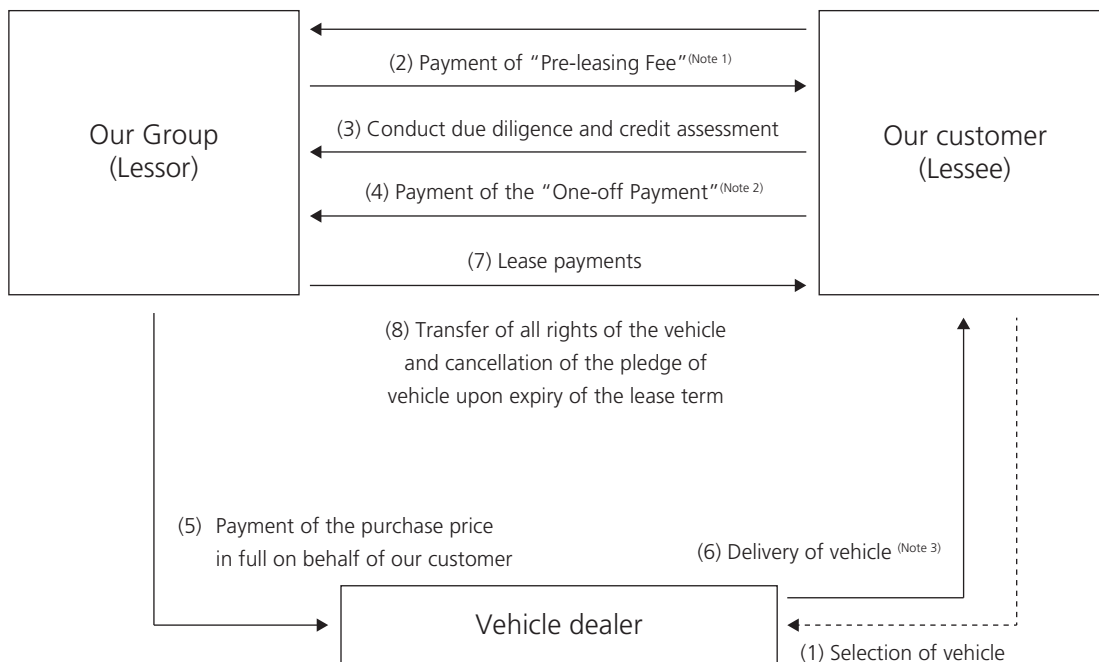 (2) Payment of “Pre-leasing Fee”(Note 1)
Our Group
(Lessor)
(3) Conduct due diligence and credit assessment
Our customer
(Lessee)
(4) Payment of the “One-off Payment”(Note 2)
(7) Lease payments
(8) Transfer of all rights of the vehicle
and cancellation of the pledge of
vehicle upon expiry of the lease term
(5) Payment of the purchase price
in full on behalf of our customer
(6) Delivery of vehicle (Note 3)
Vehicle dealer
(1) Selection of vehicle